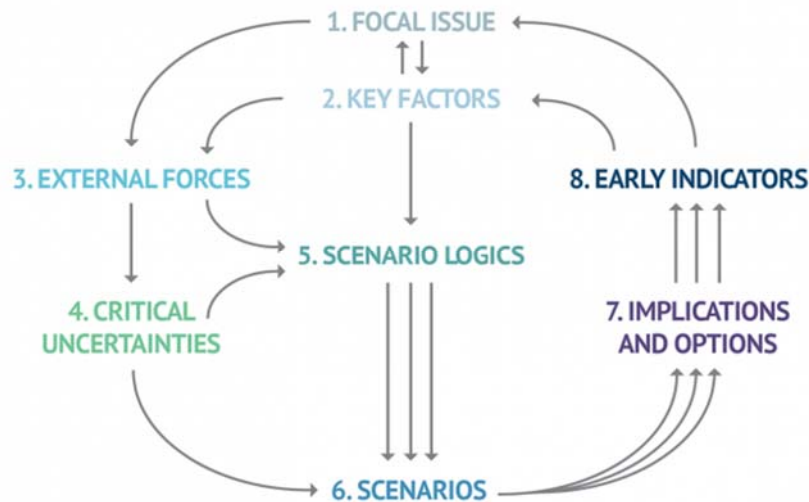 1. FOCAL ISSUE
2. KEY FACTORS
3. EXTERNAL FORCES
8. EARLY INDICATORS
5. SCENARIO LOGICS
4. CRITICAL
UNCERTAINTIES
7. IMPLICATIONS
AND OPTIONS
6. SCENARIOS